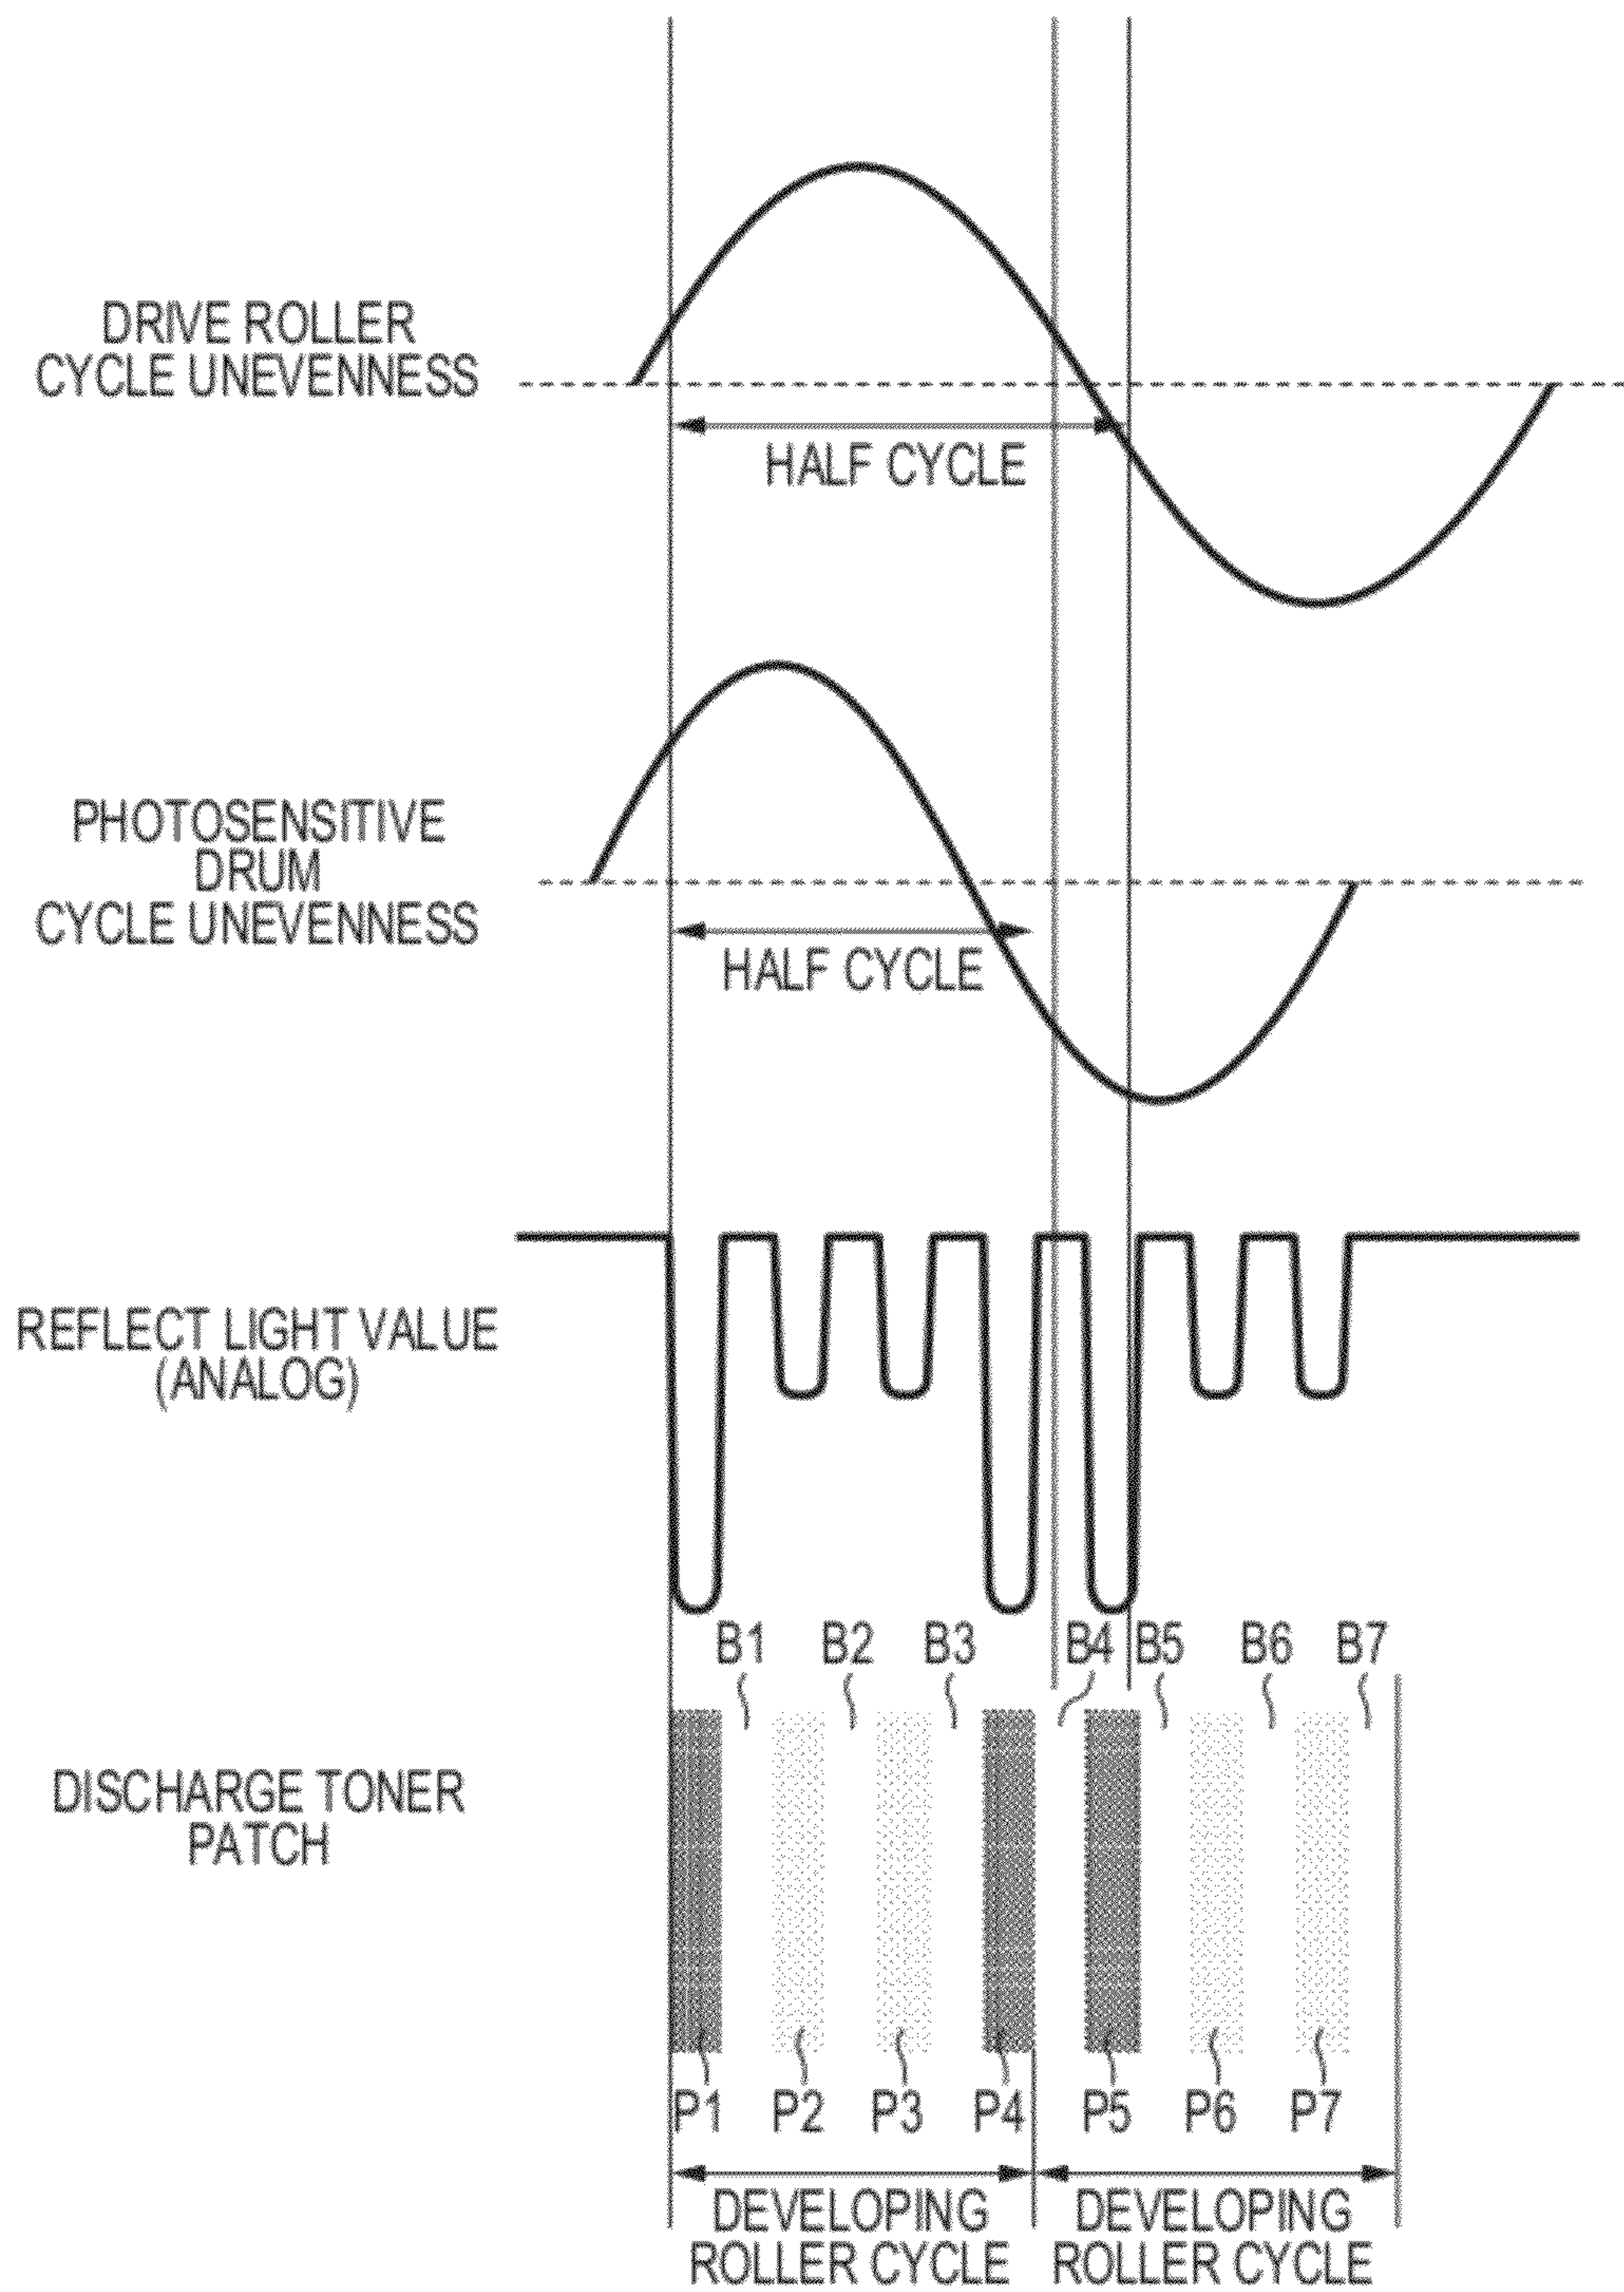 DRIVE ROLLER
CYCLE UNEVENNESS
HALF CYCLE
PHOTOSENSITIVE
DRUM
CYCLE UNEVENNESS
HALF CYCLE
REFLECT LIGHT VALUE
(ANALOG)
B1 B2 B3 B4 B5 B6 B7
DISCHARGE TONER
PATCH
P1 P2 P3 P4 P5 P6 P7
DEVELOPING
ROLLER CYCLE
DEVELOPING
ROLLER CYCLE